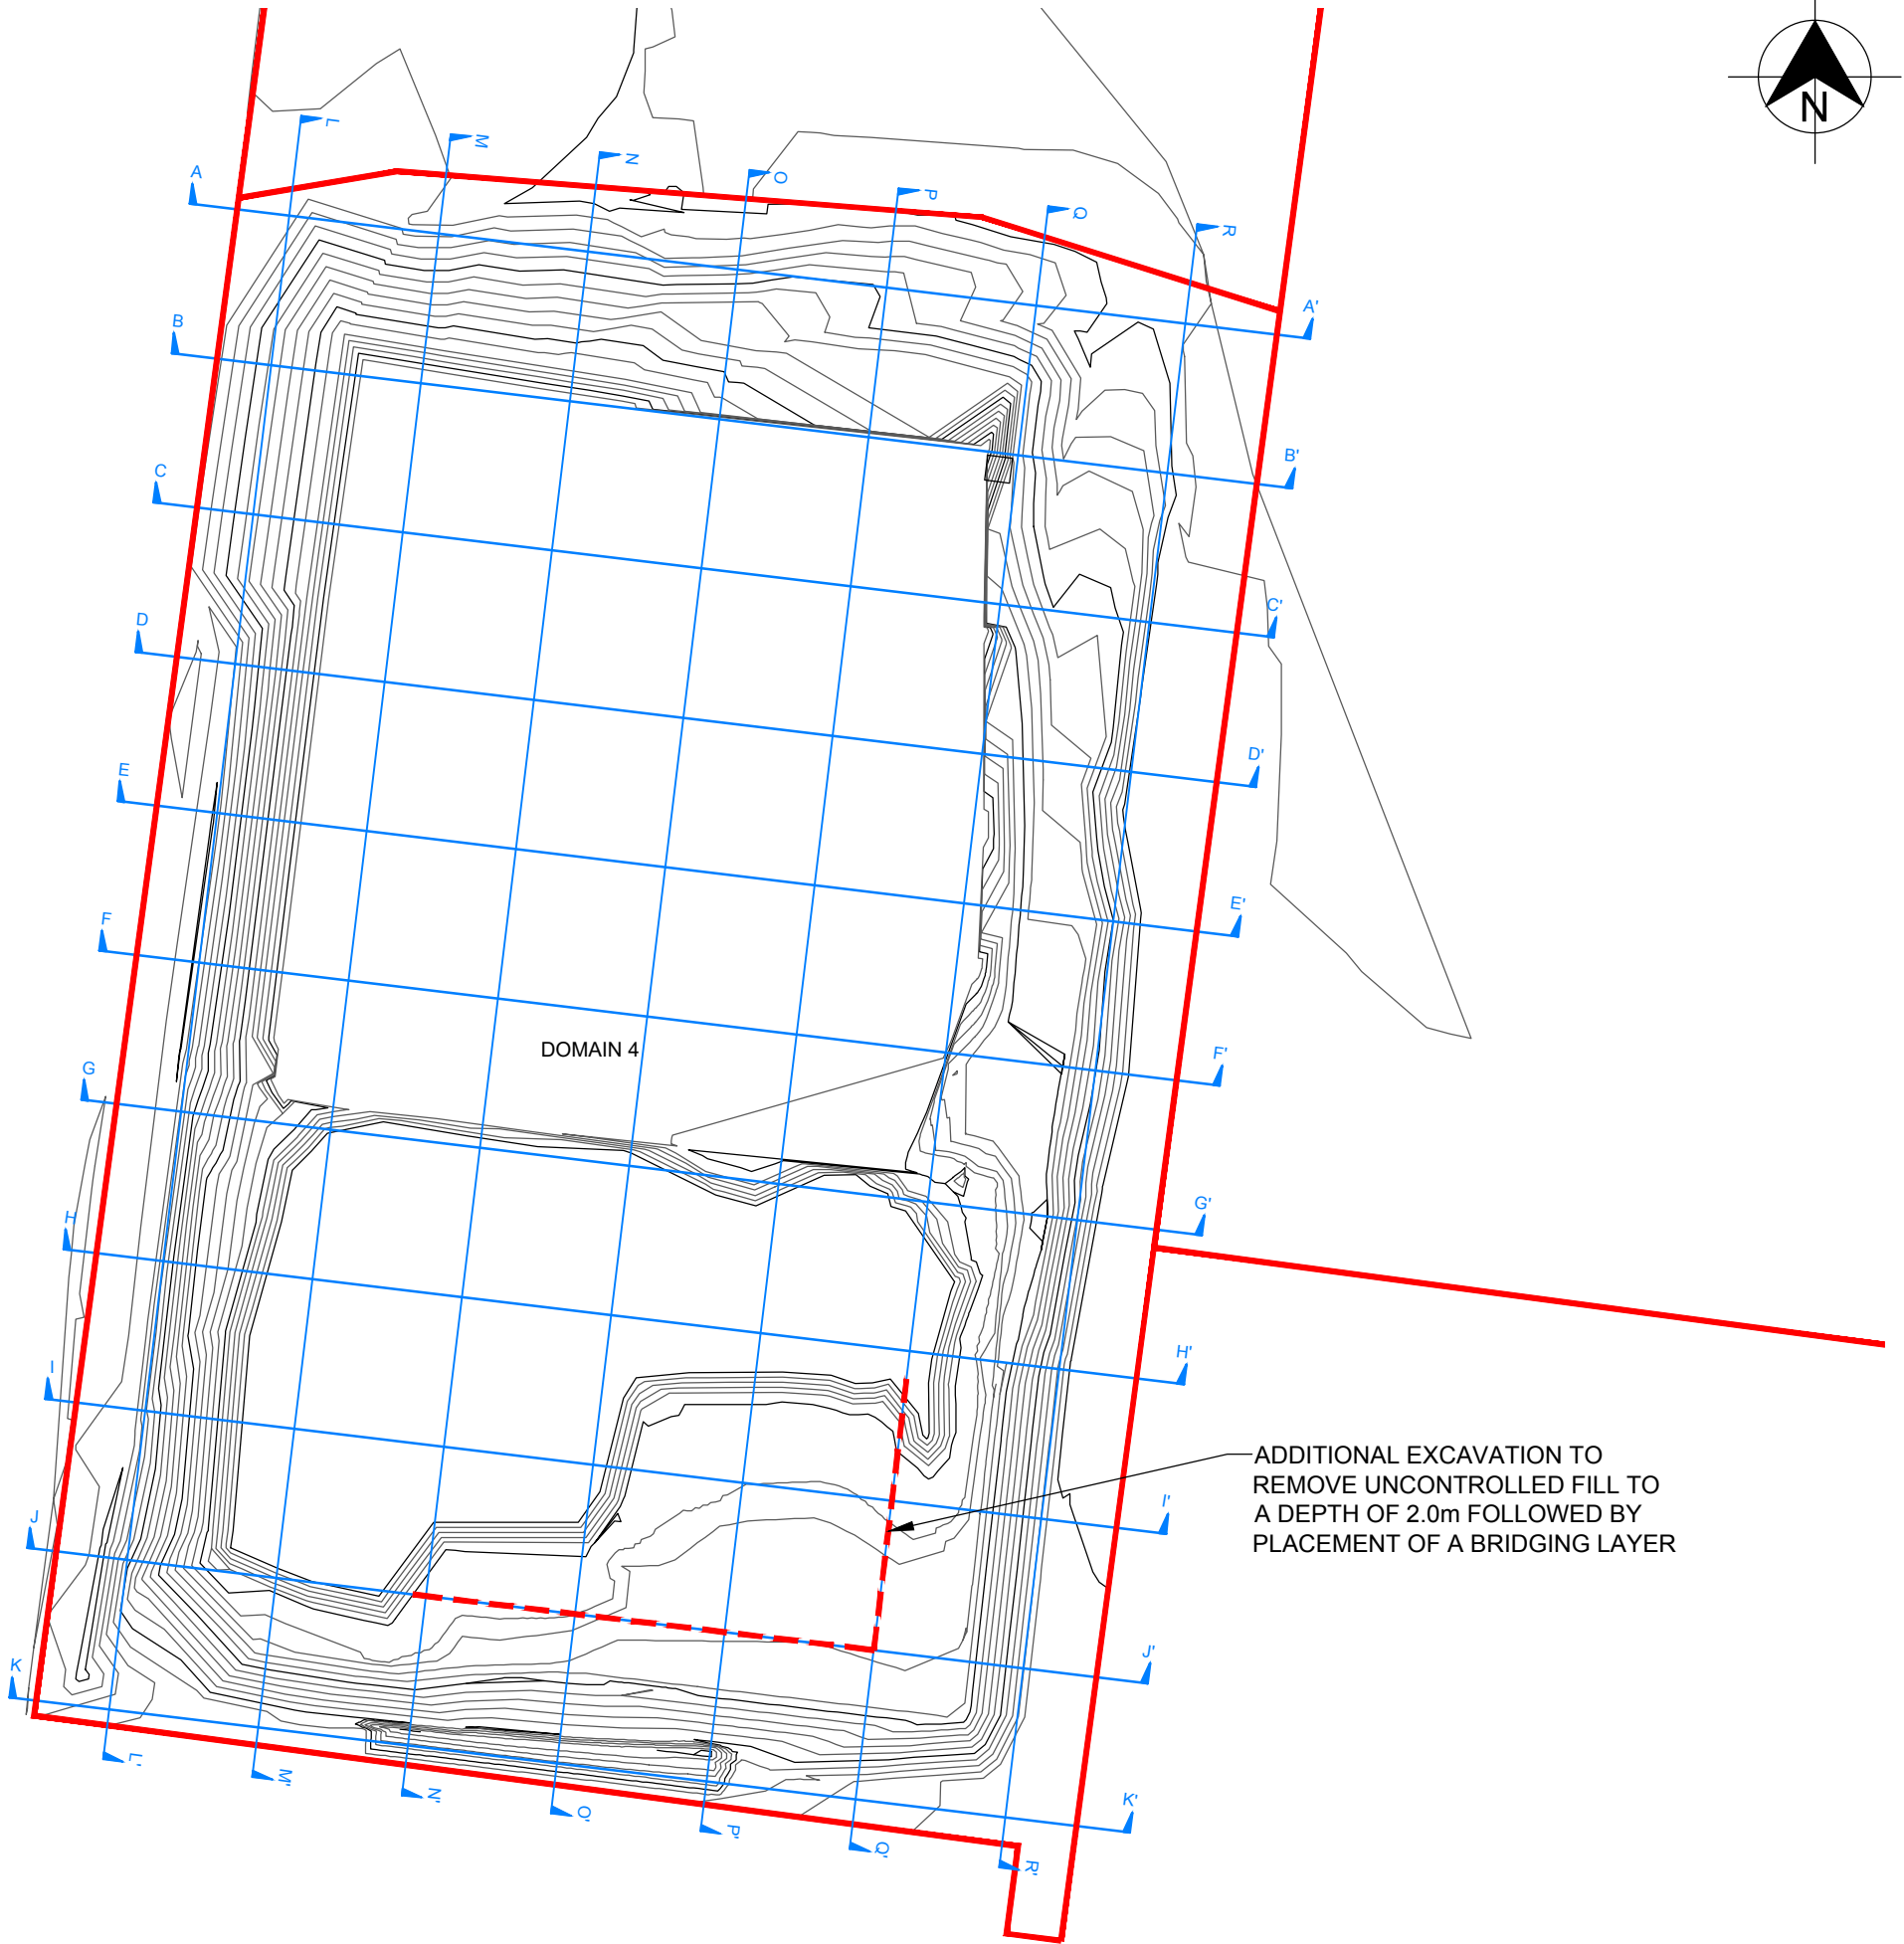 N
L
M
N
O
P
Q
R
A
A'
B
B'
C
C'
D
D'
E
E'
F
F'
DOMAIN 4
G
G'
H
H'
I
I'
ADDITIONAL EXCAVATION TO
REMOVE UNCONTROLLED FILL TO
A DEPTH OF 2.0m FOLLOWED BY
PLACEMENT OF A BRIDGING LAYER
J
J'
K
K'
L'
M'
N'
O'
P'
Q'
R'